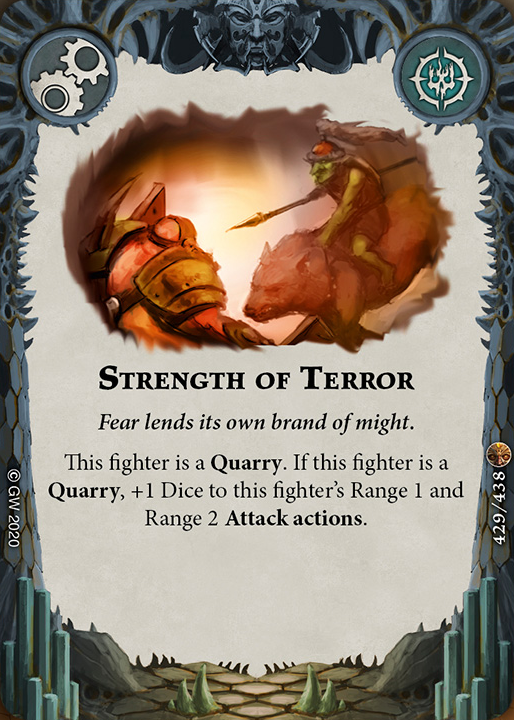 Strength of Terror
Fear lends its own brand of might.
This fighter is a Quarry. If this fighter is a
Quarry, +1 Dice to this fighter's Range 1 and
Range 2 Attack actions.
© GW 2020
429/438